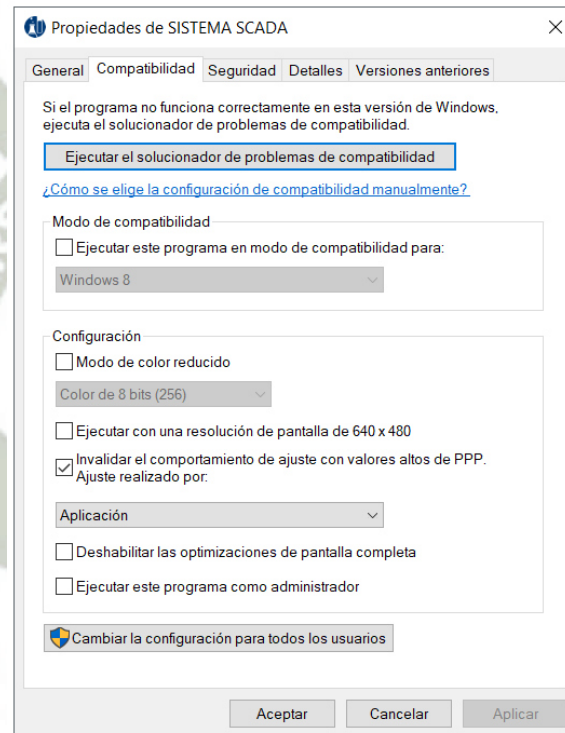 Propiedades de SISTEMA SCADA
General Compatibilidad Seguridad Detalles Versiones anteriores
Si el programa no funciona correctamente en esta versión de Windows,
ejecuta el solucionador de problemas de compatibilidad.
Ejecutar el solucionador de problemas de compatibilidad
¿Cómo se elige la configuración de compatibilidad manualmente?
Modo de compatibilidad
Ejecutar este programa en modo de compatibilidad para:
Windows 8
Configuración
Modo de color reducido
Color de 8 bits (256)
Ejecutar con una resolución de pantalla de 640 x 480
Invalidar el comportamiento de ajuste con valores altos de PPP.
Ajuste realizado por:
Aplicación
Deshabilitar las optimizaciones de pantalla completa
Ejecutar este programa como administrador
Cambiar la configuración para todos los usuarios
Aceptar Cancelar Aplicar